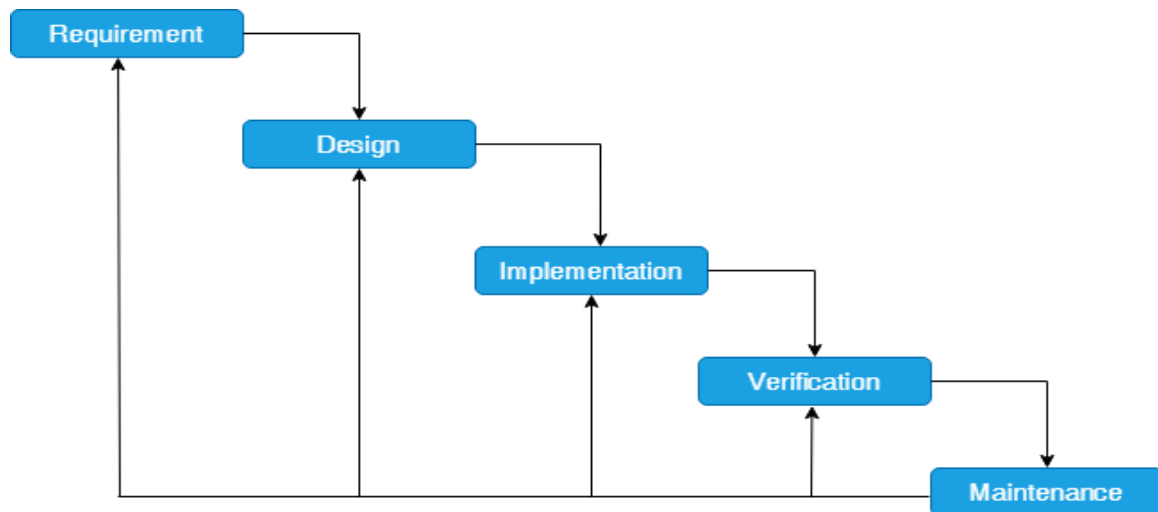 Requirement
Design
Implementation
Verification
Maintenance